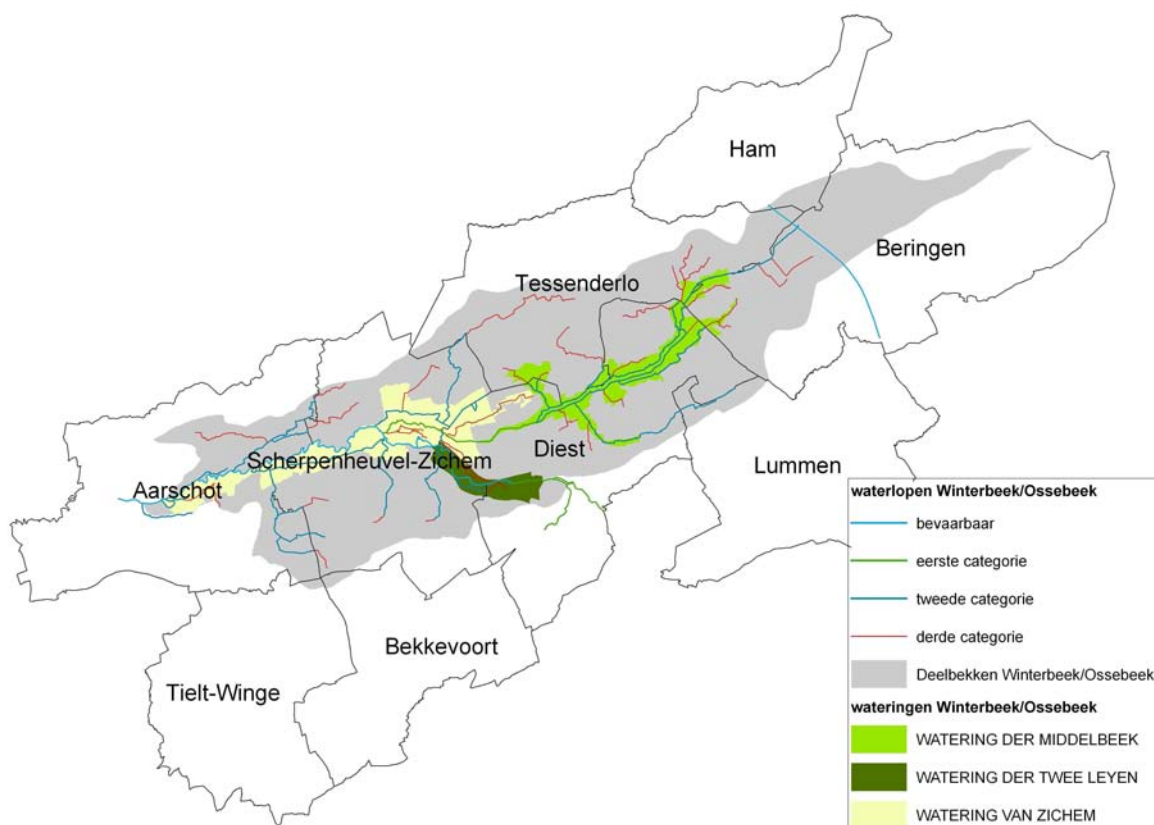 Ham
Beringen
Tessenderlo
Diest
Scherpenheuvel-Zichem
Lummen
Aarschot
Bekkevoort
Tielt-Winge
waterlopen Winterbeek/Ossebeek
bevaarbaar
eerste categorie
tweede categorie
derde categorie
Deelbekken Winterbeek/Ossebeek
wateringen Winterbeek/Ossebeek
WATERING DER MIDDELBEEK
WATERING DER TWEE LEYEN
WATERING VAN ZICHEM